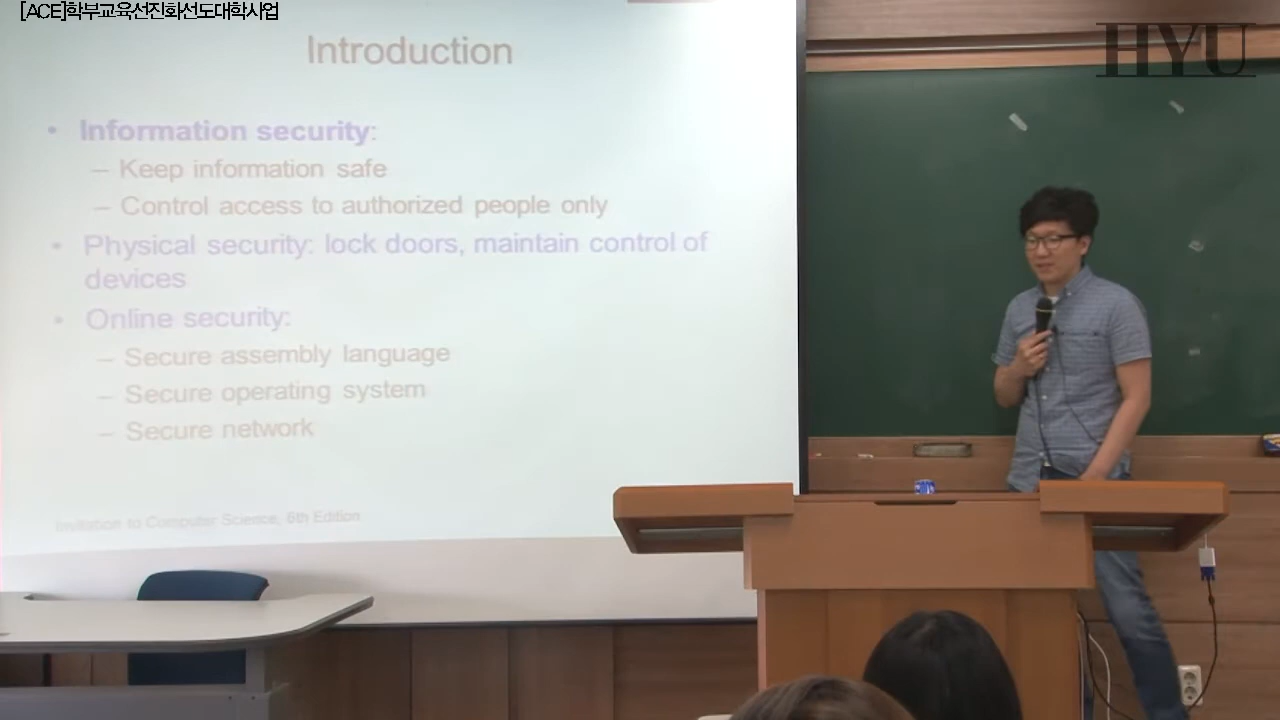 [ACE]학부교육선진화선도대학사업
HYU
Introduction
• Information security:
– Keep information safe
– Control access to authorized people only
• Physical security: lock doors, maintain control of
devices
• Online security:
– Secure assembly language
– Secure operating system
– Secure network
Invitation to Computer Science, 6th Edition